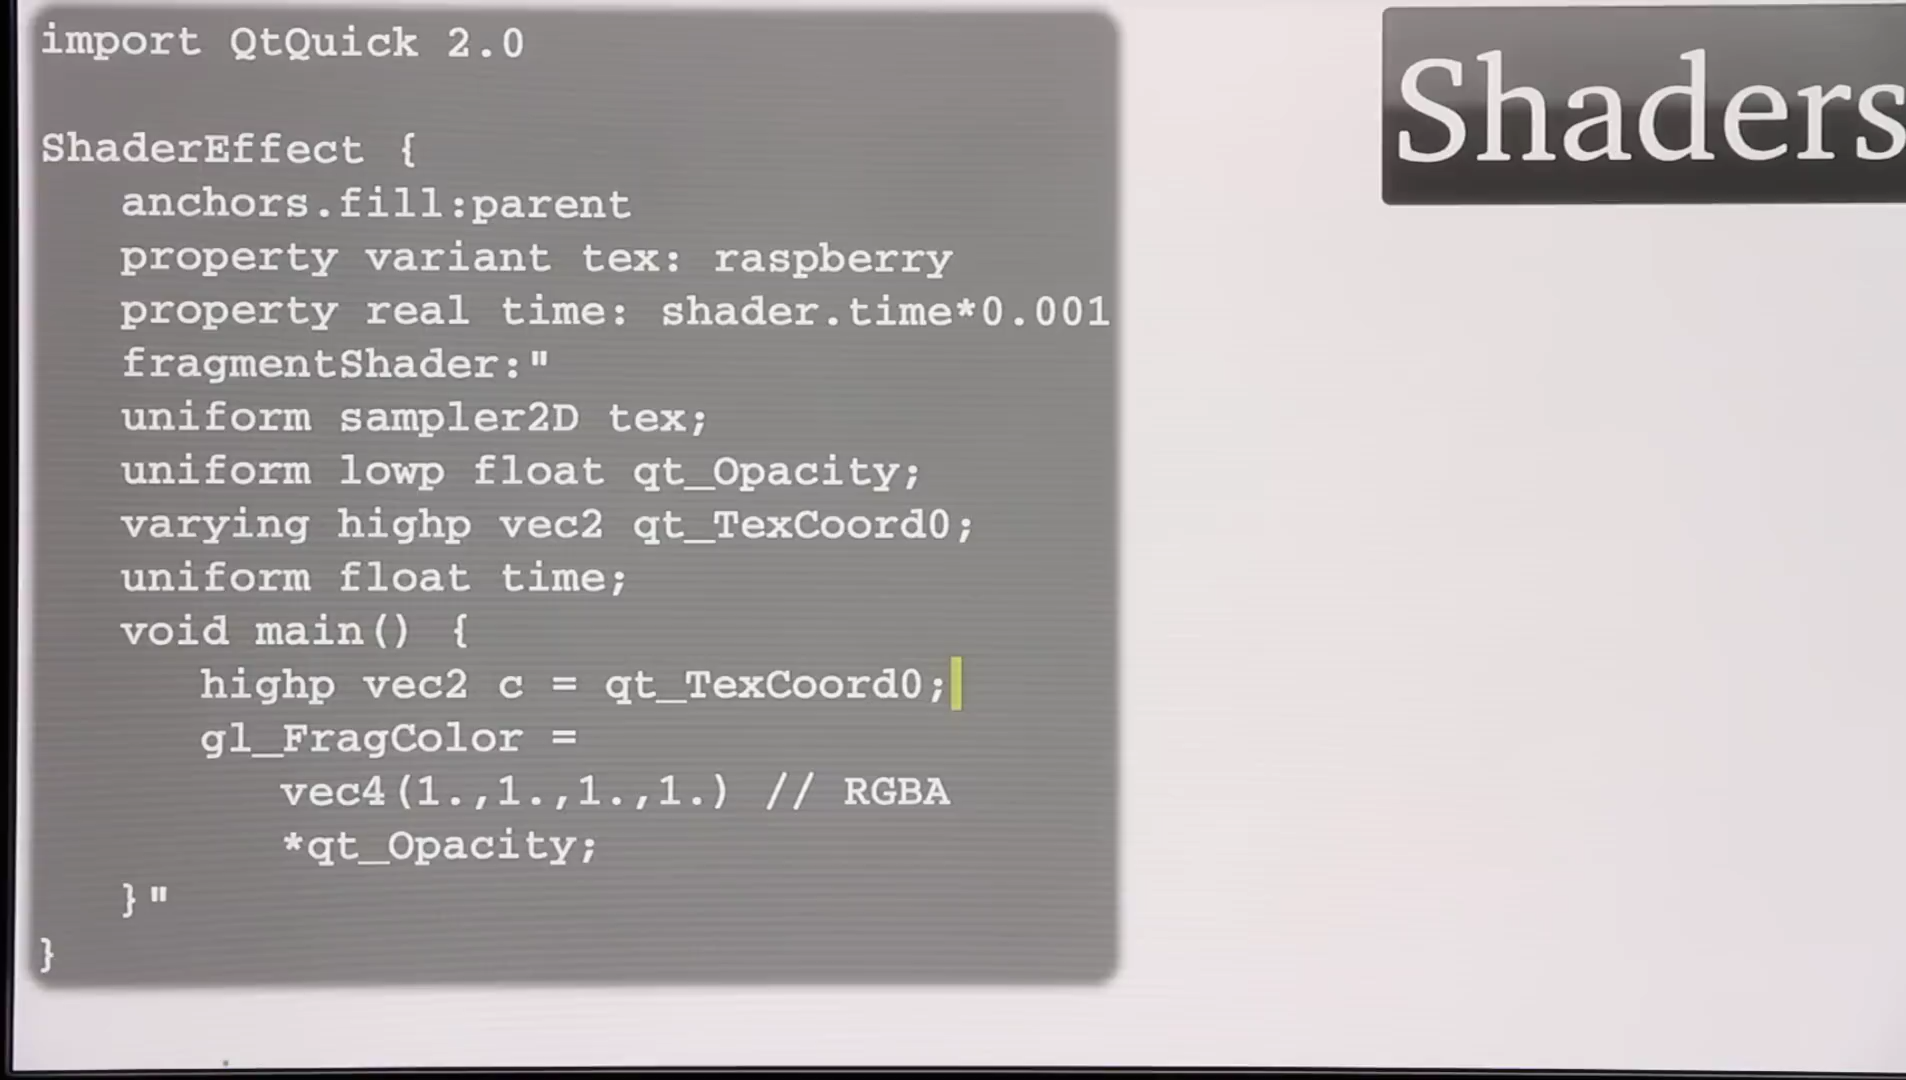 import QtQuick 2.0
ShaderEffect {
anchors.fill:parent
property variant tex: raspberry
property real time: shader.time*0.001
fragmentShader:"
uniform sampler2D tex;
uniform lowp float qt_Opacity;
varying highp vec2 qt_TexCoord0;
uniform float time;
void main() {
highp vec2 c = qt_TexCoord0;
gl_FragColor =
vec4(1.,1.,1.,1.) // RGBA
*qt_Opacity;
}"
}
Shaders